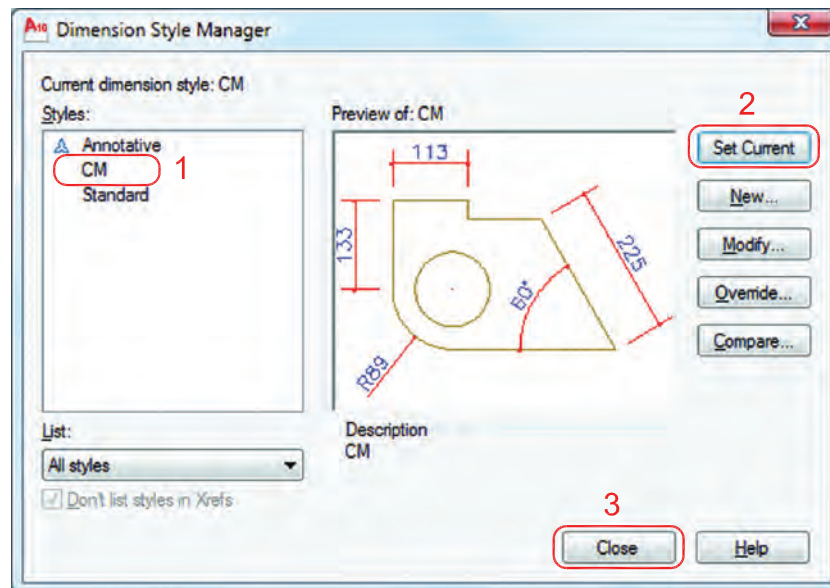 A10 Dimension Style Manager
Current dimension style: CM
Styles:
Preview of: CM
2
Annotative
CM
1
Standard
113
133
225
60°
R89
Set Current
New...
Modify...
Override...
Compare...
List:
All styles
Don't list styles in Xrefs
Description
CM
3
Close
Help